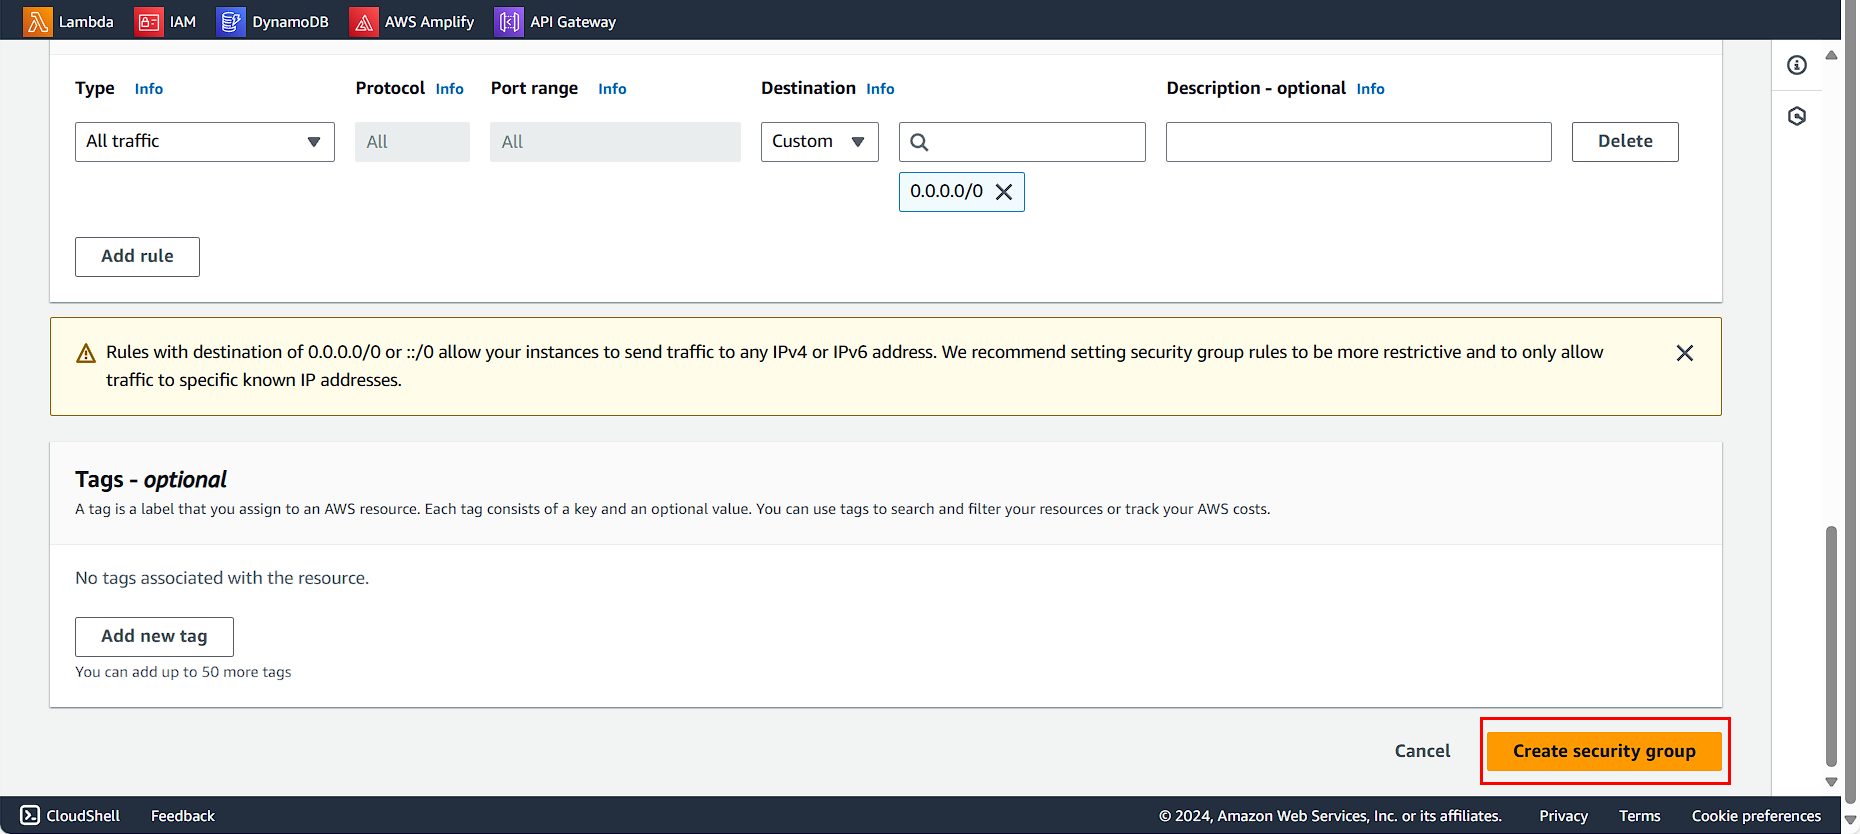 Lambda IAM DynamoDB AWS Amplify API Gateway
Type Info Protocol Info Port range Info Destination Info Description - optional Info
All traffic All All Custom Delete
0.0.0.0/0
Add rule
Rules with destination of 0.0.0.0/0 or ::/0 allow your instances to send traffic to any IPv4 or IPv6 address. We recommend setting security group rules to be more restrictive and to only allow
traffic to specific known IP addresses.
Tags - optional
A tag is a label that you assign to an AWS resource. Each tag consists of a key and an optional value. You can use tags to search and filter your resources or track your AWS costs.
No tags associated with the resource.
Add new tag
You can add up to 50 more tags
Cancel Create security group
CloudShell Feedback © 2024, Amazon Web Services, Inc. or its affiliates. Privacy Terms Cookie preferences